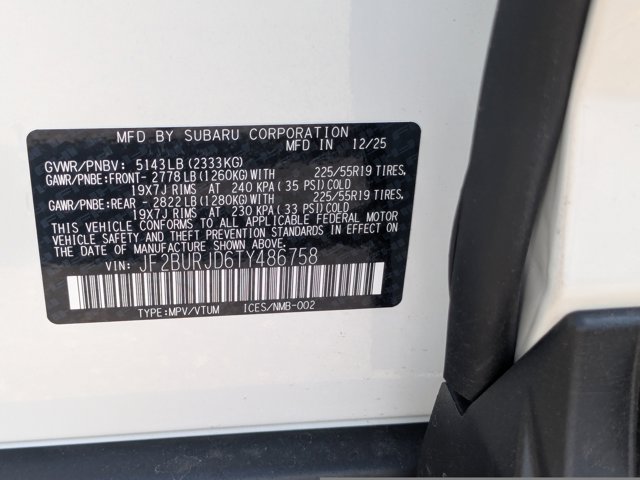 MFD BY SUBARU CORPORATION
MFD IN 12/25
GVWR/PNBV: 5143LB (2333KG)
GAWR/PNBE:FRONT- 2778 LB(1260KG)WITH 225/55R19 TIRES,
19X7J RIMS AT 240 KPA(35 PSI)COLD
GAWR/PNBE:REAR - 2822LB(1280KG)WITH 225/55R19 TIRES,
19X7J RIMS AT 230 KPA(33 PSI)COLD
THIS VEHICLE CONFORMS TO ALL APPLICABLE FEDERAL MOTOR
VEHICLE SAFETY AND THEFT PREVENTION STANDARDS IN EFFECT ON
THE DATE OF MANUFACTURE SHOWN ABOVE.
VIN: JF2BURJD6TY486758
TYPE:MPV/VTUM ICES/NMB-002